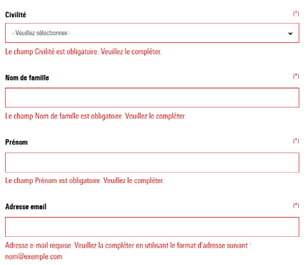 Civilité (*)
--Veuillez sélectionner--
Le champ Civilité est obligatoire. Veuillez le compléter.
Nom de famille (*)
Le champ Nom de famille est obligatoire. Veuillez le compléter.
Prénom (*)
Le champ Prénom est obligatoire. Veuillez le compléter.
Adresse email (*)
Adresse e-mail requise. Veuillez la compléter en utilisant le format d'adresse suivant :
nom@exemple.com